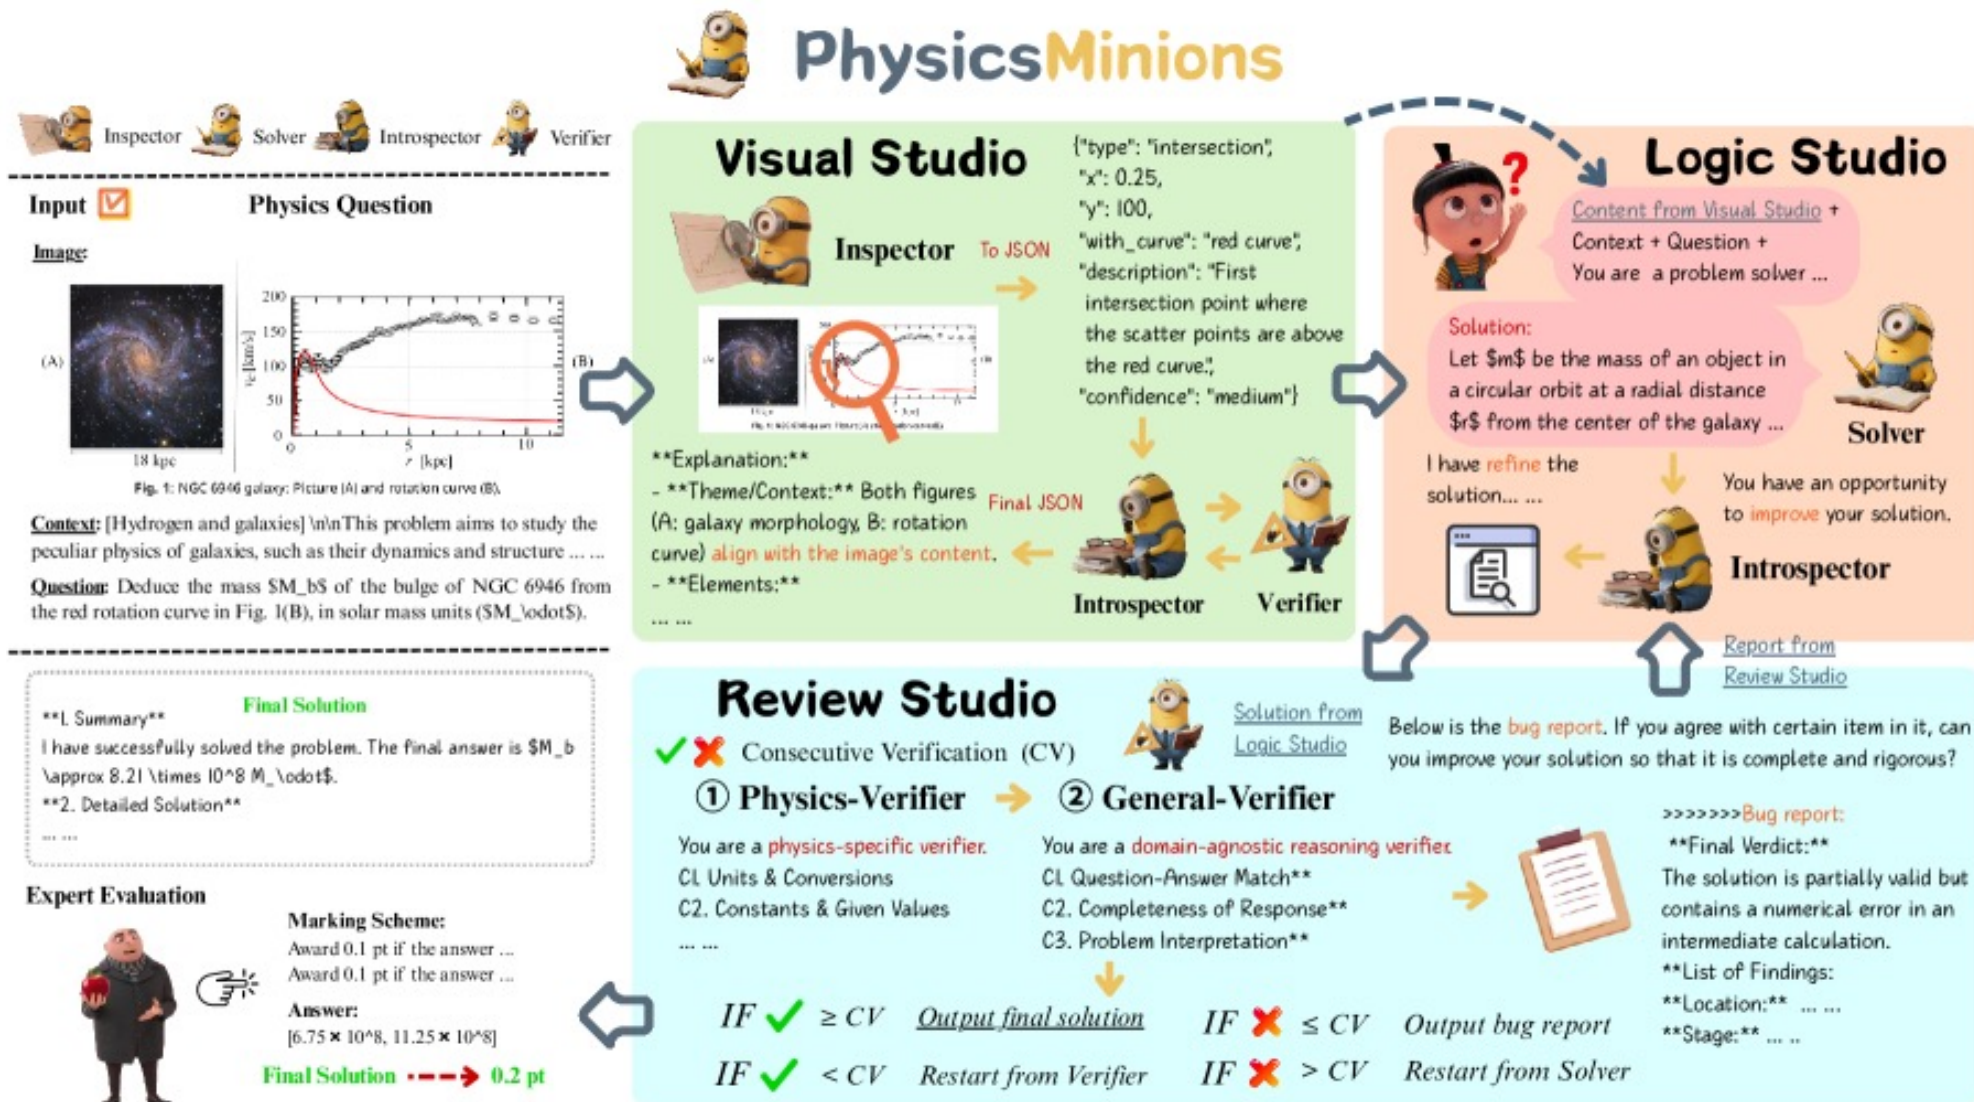 PhysicsMinions
Inspector
Solver
Introspector
Verifier
Input
Physics Question
Image:
(A)
18 kpc
200
150
100
50
0
[km/s]
0
5
10
r [kpc]
(B)
Fig. 1: NGC 6946 galaxy: Picture (A) and rotation curve (B).
Context: [Hydrogen and galaxies] \n\nThis problem aims to study the
peculiar physics of galaxies, such as their dynamics and structure ... ...
Question: Deduce the mass $M_b$ of the bulge of NGC 6946 from
the red rotation curve in Fig. 1(B), in solar mass units ($M_\odot$).
Final Solution
**1. Summary**
I have successfully solved the problem. The final answer is $M_b
\approx 8.21 \times 10^8 M_\odot$.
**2. Detailed Solution**
... ...
Expert Evaluation
Marking Scheme:
Award 0.1 pt if the answer ...
Award 0.1 pt if the answer ...
Answer:
[6.75 × 10^8, 11.25 × 10^8]
Final Solution
0.2 pt
Visual Studio
Inspector
To JSON
{"type": "intersection",
"x": 0.25,
"y": 100,
"with_curve": "red curve",
"description": "First
intersection point where
the scatter points are above
the red curve.",
"confidence": "medium"}
**Explanation:**
- **Theme/Context:** Both figures
(A: galaxy morphology, B: rotation
curve) align with the image's content.
- **Elements:**
... ...
Final JSON
Introspector
Verifier
Logic Studio
?
Content from Visual Studio +
Context + Question +
You are a problem solver ...
Solution:
Let $m$ be the mass of an object in
a circular orbit at a radial distance
$r$ from the center of the galaxy ...
Solver
I have refine the
solution... ...
You have an opportunity
to improve your solution.
Introspector
Report from
Review Studio
Review Studio
Consecutive Verification (CV)
Solution from
Logic Studio
① Physics-Verifier
② General-Verifier
You are a physics-specific verifier.
C1. Units & Conversions
C2. Constants & Given Values
... ...
You are a domain-agnostic reasoning verifier.
C1. Question-Answer Match**
C2. Completeness of Response**
C3. Problem Interpretation**
Below is the bug report. If you agree with certain item in it, can
you improve your solution so that it is complete and rigorous?
>>>>>>>Bug report:
**Final Verdict:**
The solution is partially valid but
contains a numerical error in an
intermediate calculation.
**List of Findings:
**Location:** ... ...
**Stage:** ... ..
IF ✓ ≥ CV Output final solution
IF ✗ ≤ CV Output bug report
IF ✓ < CV Restart from Verifier
IF ✗ > CV Restart from Solver